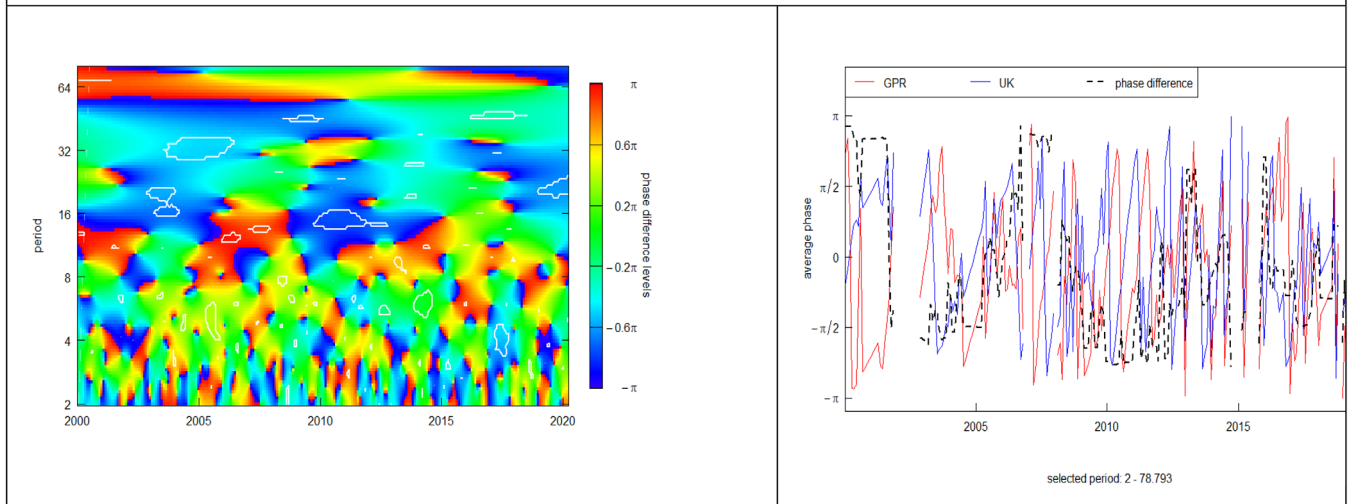 64
32
16
8
4
2
period
2000
2005
2010
2015
2020
π
0.6π
0.2π
−0.2π
−0.6π
−π
phase difference levels
GPR UK phase difference
π
π/2
0
−π/2
−π
average phase
2005
2010
2015
selected period: 2 - 78.793